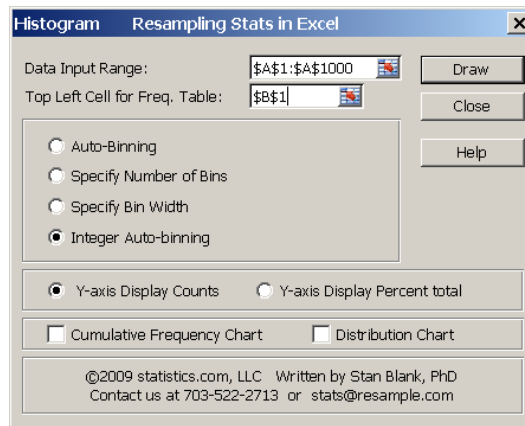 Histogram Resampling Stats in Excel
Data Input Range: $A$1:$A$1000 Draw
Top Left Cell for Freq. Table: $B$1 Close
Auto-Binning Help
Specify Number of Bins
Specify Bin Width
Integer Auto-binning
Y-axis Display Counts Y-axis Display Percent total
Cumulative Frequency Chart Distribution Chart
©2009 statistics.com, LLC Written by Stan Blank, PhD
Contact us at 703-522-2713 or stats@resample.com